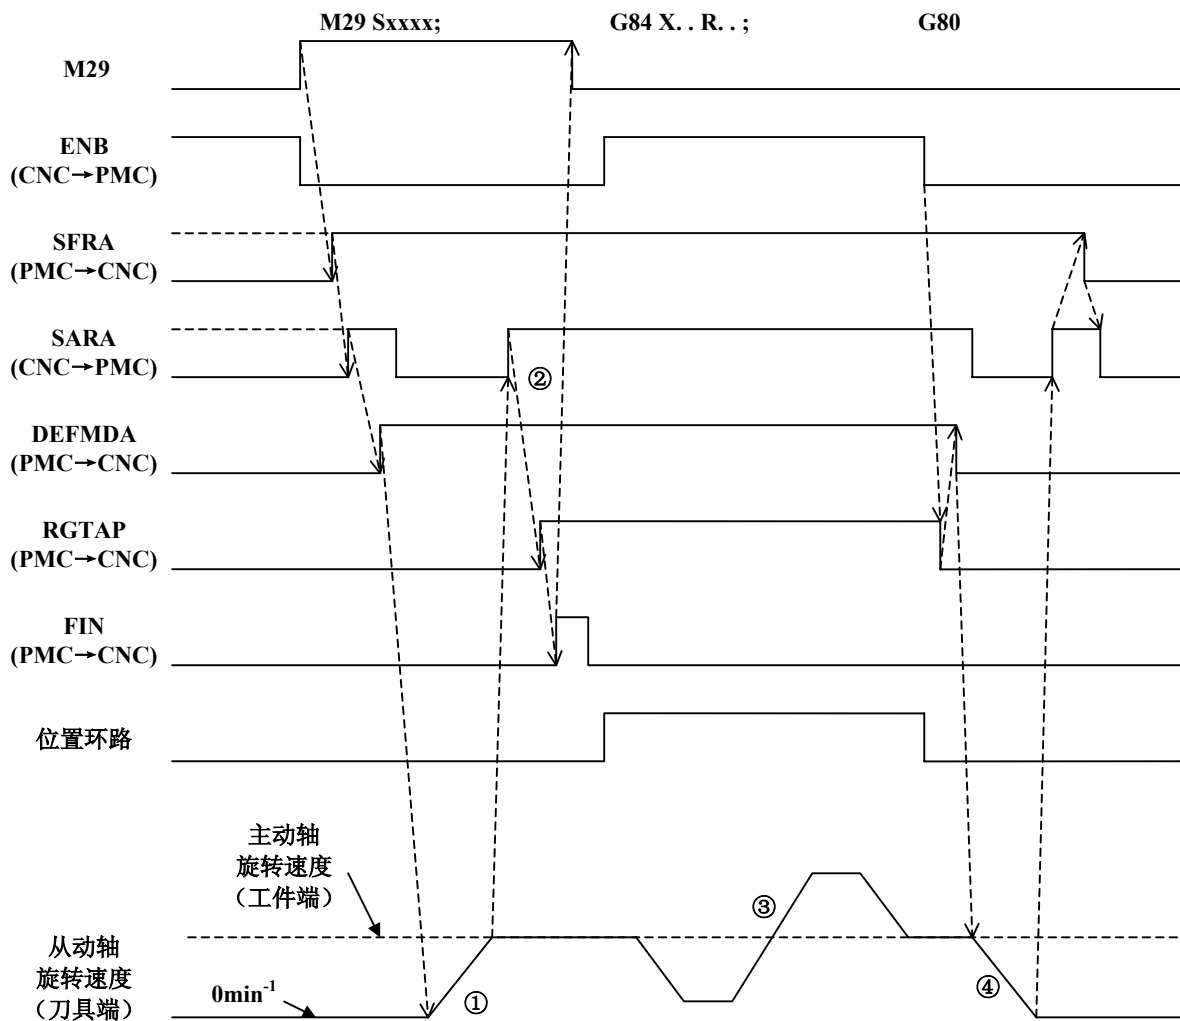 M29 Sxxxx; G84 X. . R. . ; G80
M29
ENB
(CNC→PMC)
SFRA
(PMC→CNC)
SARA
(CNC→PMC)
②
DEFMDA
(PMC→CNC)
RGTAP
(PMC→CNC)
FIN
(PMC→CNC)
位置环路
主动轴
旋转速度
（工件端）
③
从动轴
旋转速度
（刀具端）
0min⁻¹
①
④